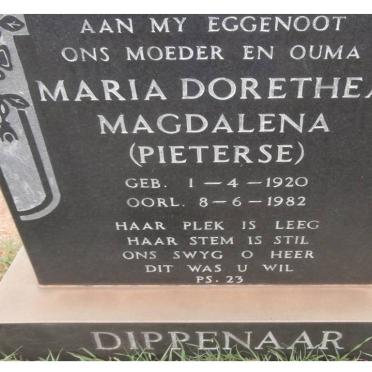 AAN MY EGGENOOT
ONS MOEDER EN OUMA
MARIA DORETHEA
MAGDALENA
(PIETERSE)
GEB. 1-4-1920
OORL. 8-6-1982
HAAR PLEK IS LEEG
HAAR STEM IS STIL
ONS SWYG O HEER
DIT WAS U WIL
PS. 23
DIPPENAAR